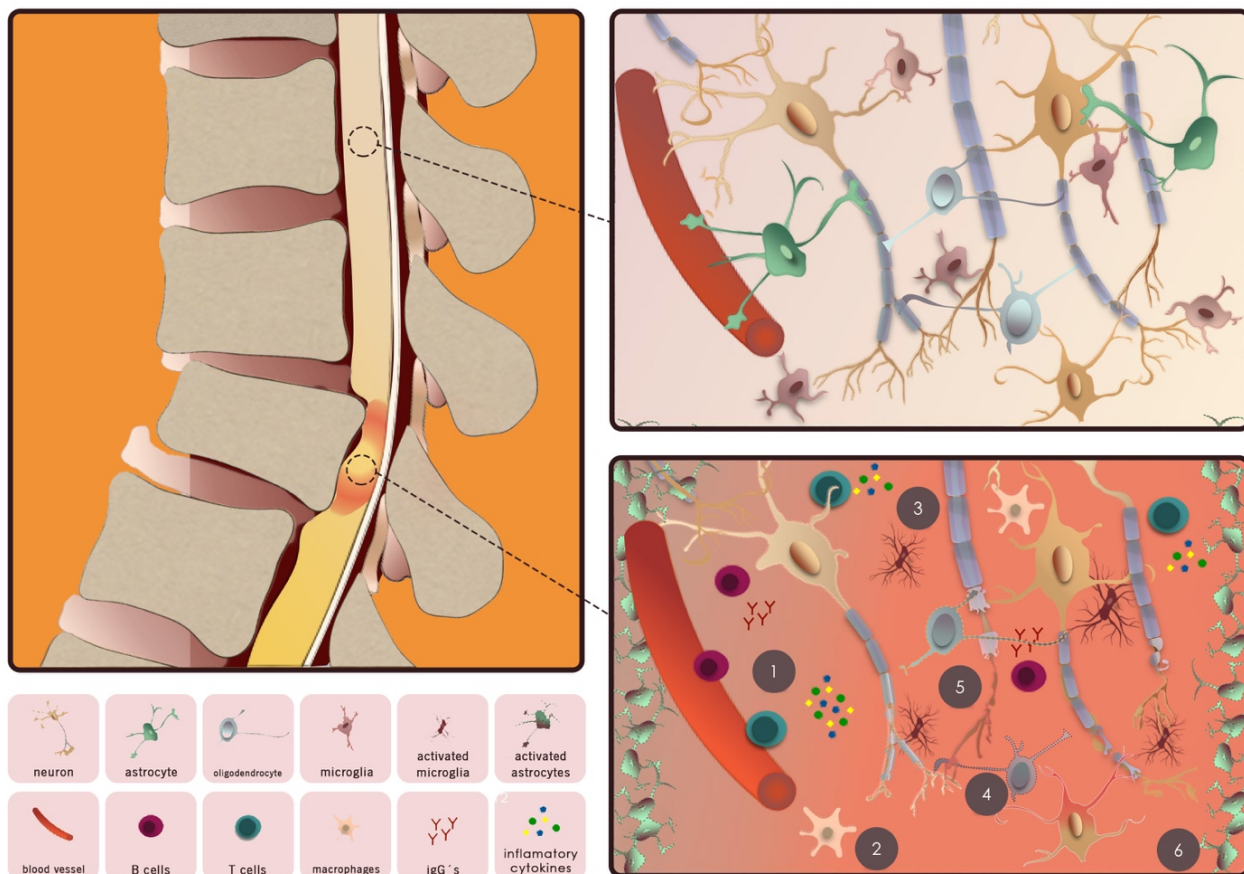 3
1
5
4
2
6
neuron
astrocyte
oligodendrocyte
microglia
activated
microglia
activated
astrocytes
2
blood vessel
B cells
T cells
macrophages
igG´s
inflamatory
cytokines